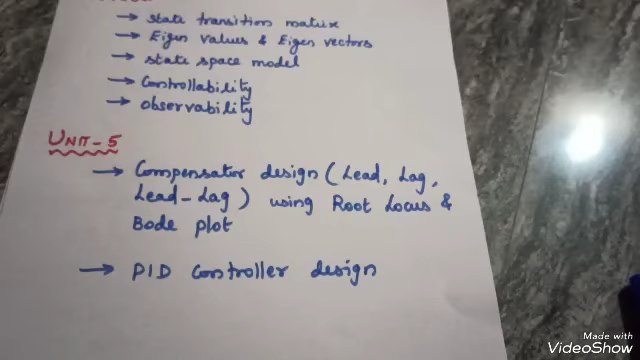 → State transition matrix
→ Eigen values & Eigen vectors
→ state space model
→ Controllability
→ observability
UNIT-5
→ Compensator design (Lead, Lag,
Lead-Lag) using Root Locus &
Bode plot
→ PID controller design
Made with
VideoShow